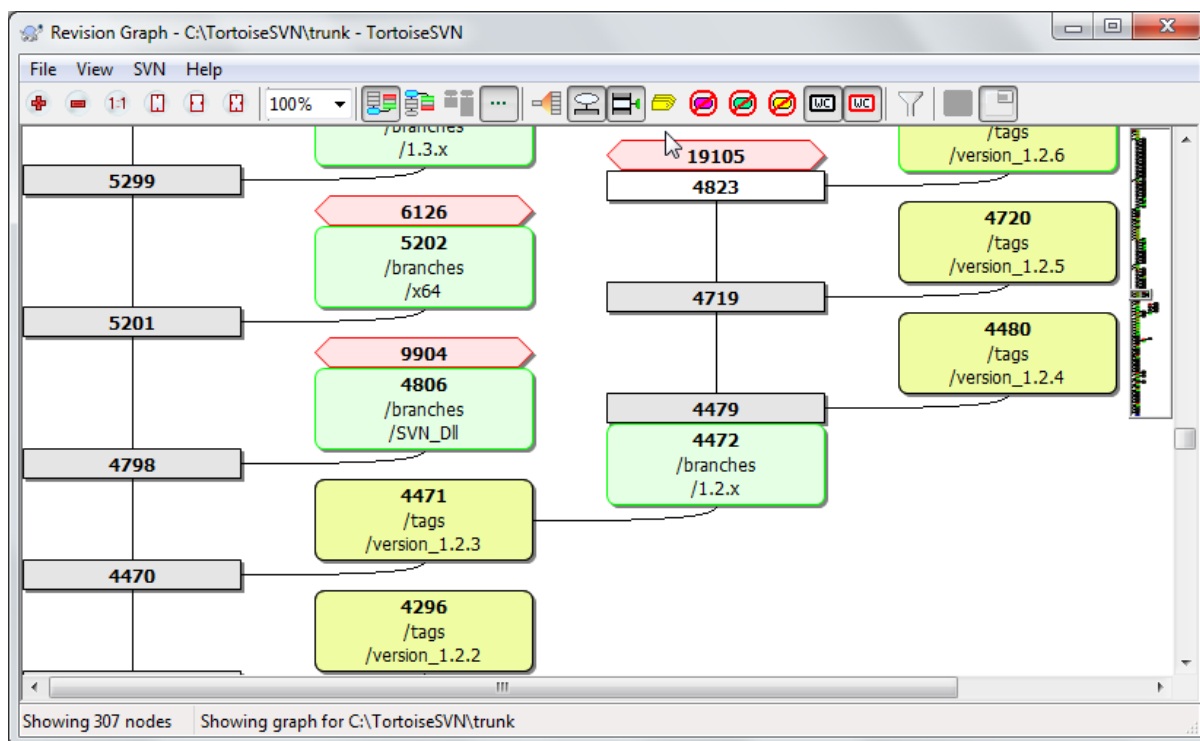 Revision Graph - C:\TortoiseSVN\trunk - TortoiseSVN
File View SVN Help
1:1 100% ... WC WC
/branches
/1.3.x
5299
6126
5202
/branches
/x64
5201
9904
4806
/branches
/SVN_Dll
4798
4471
/tags
/version_1.2.3
4470
4296
/tags
/version_1.2.2
19105
4823
4719
4479
4472
/branches
/1.2.x
/tags
/version_1.2.6
4720
/tags
/version_1.2.5
4480
/tags
/version_1.2.4
Showing 307 nodes Showing graph for C:\TortoiseSVN\trunk